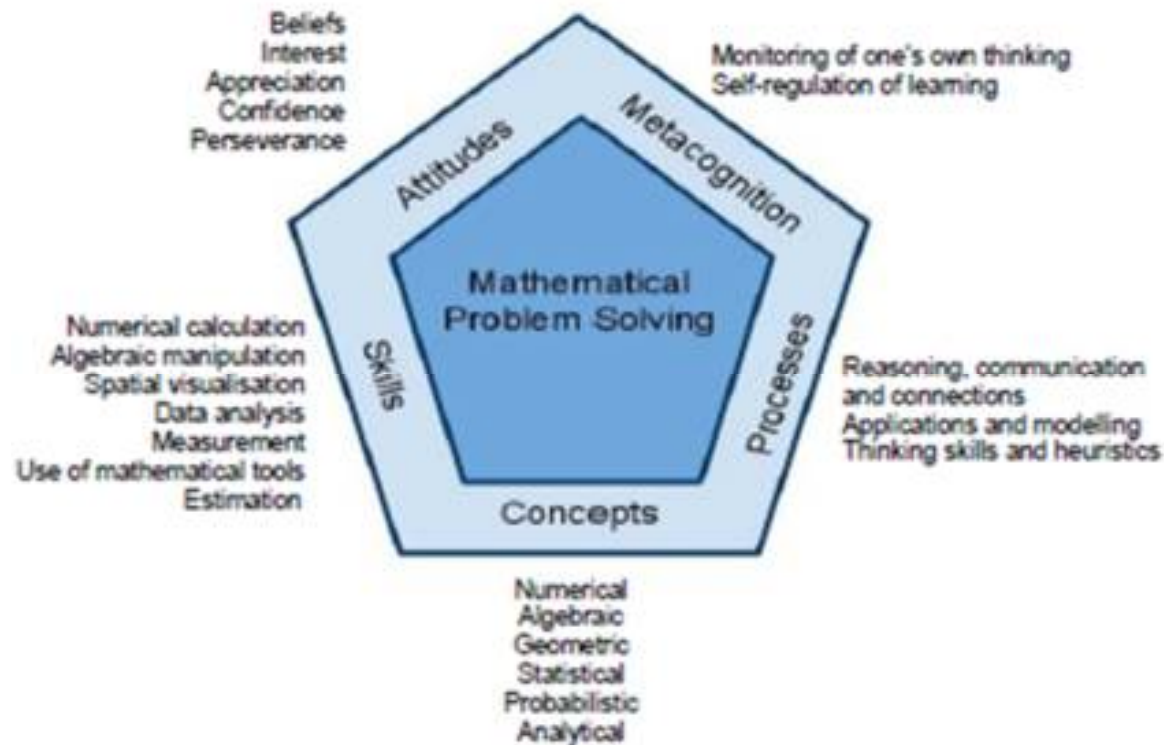 Beliefs
Interest
Appreciation
Confidence
Perseverance
Monitoring of one's own thinking
Self-regulation of learning
Attitudes
Metacognition
Mathematical
Problem Solving
Numerical calculation
Algebraic manipulation
Spatial visualisation
Data analysis
Measurement
Use of mathematical tools
Estimation
Skills
Processes
Reasoning, communication
and connections
Applications and modelling
Thinking skills and heuristics
Concepts
Numerical
Algebraic
Geometric
Statistical
Probabilistic
Analytical